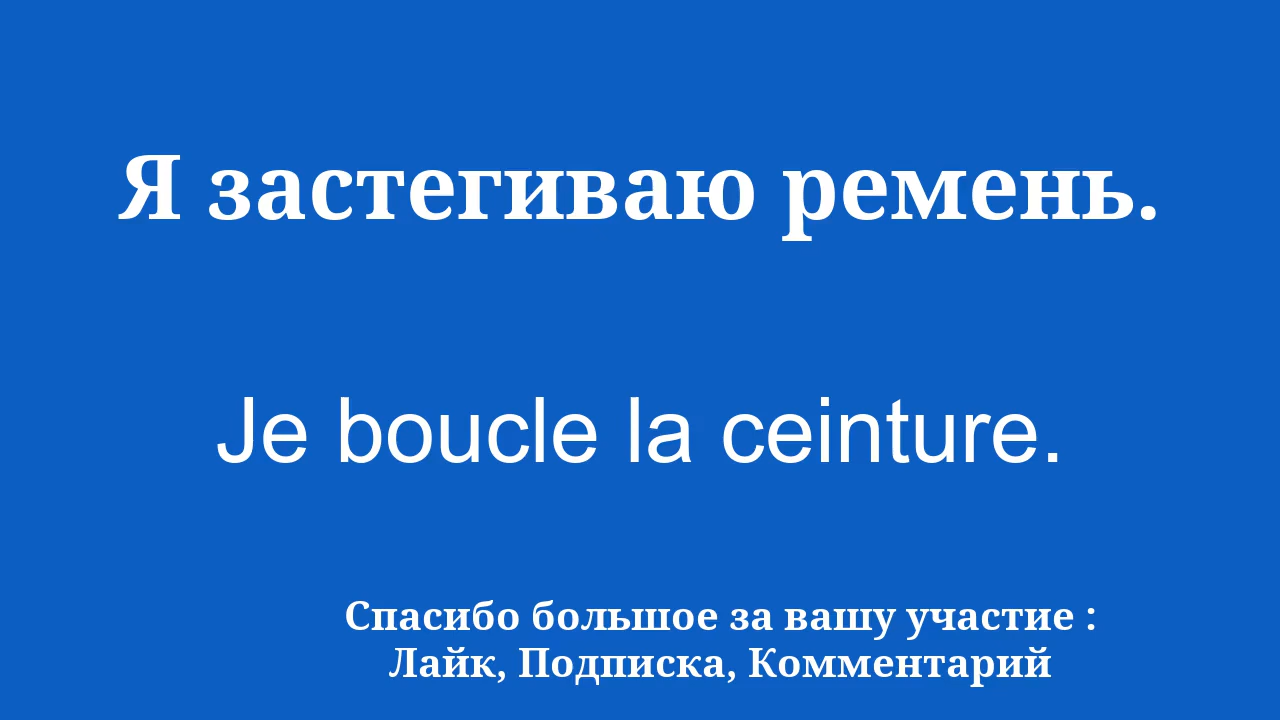 Я застегиваю ремень.
Je boucle la ceinture.
Спасибо большое за вашу участие :
Лайк, Подписка, Комментарий